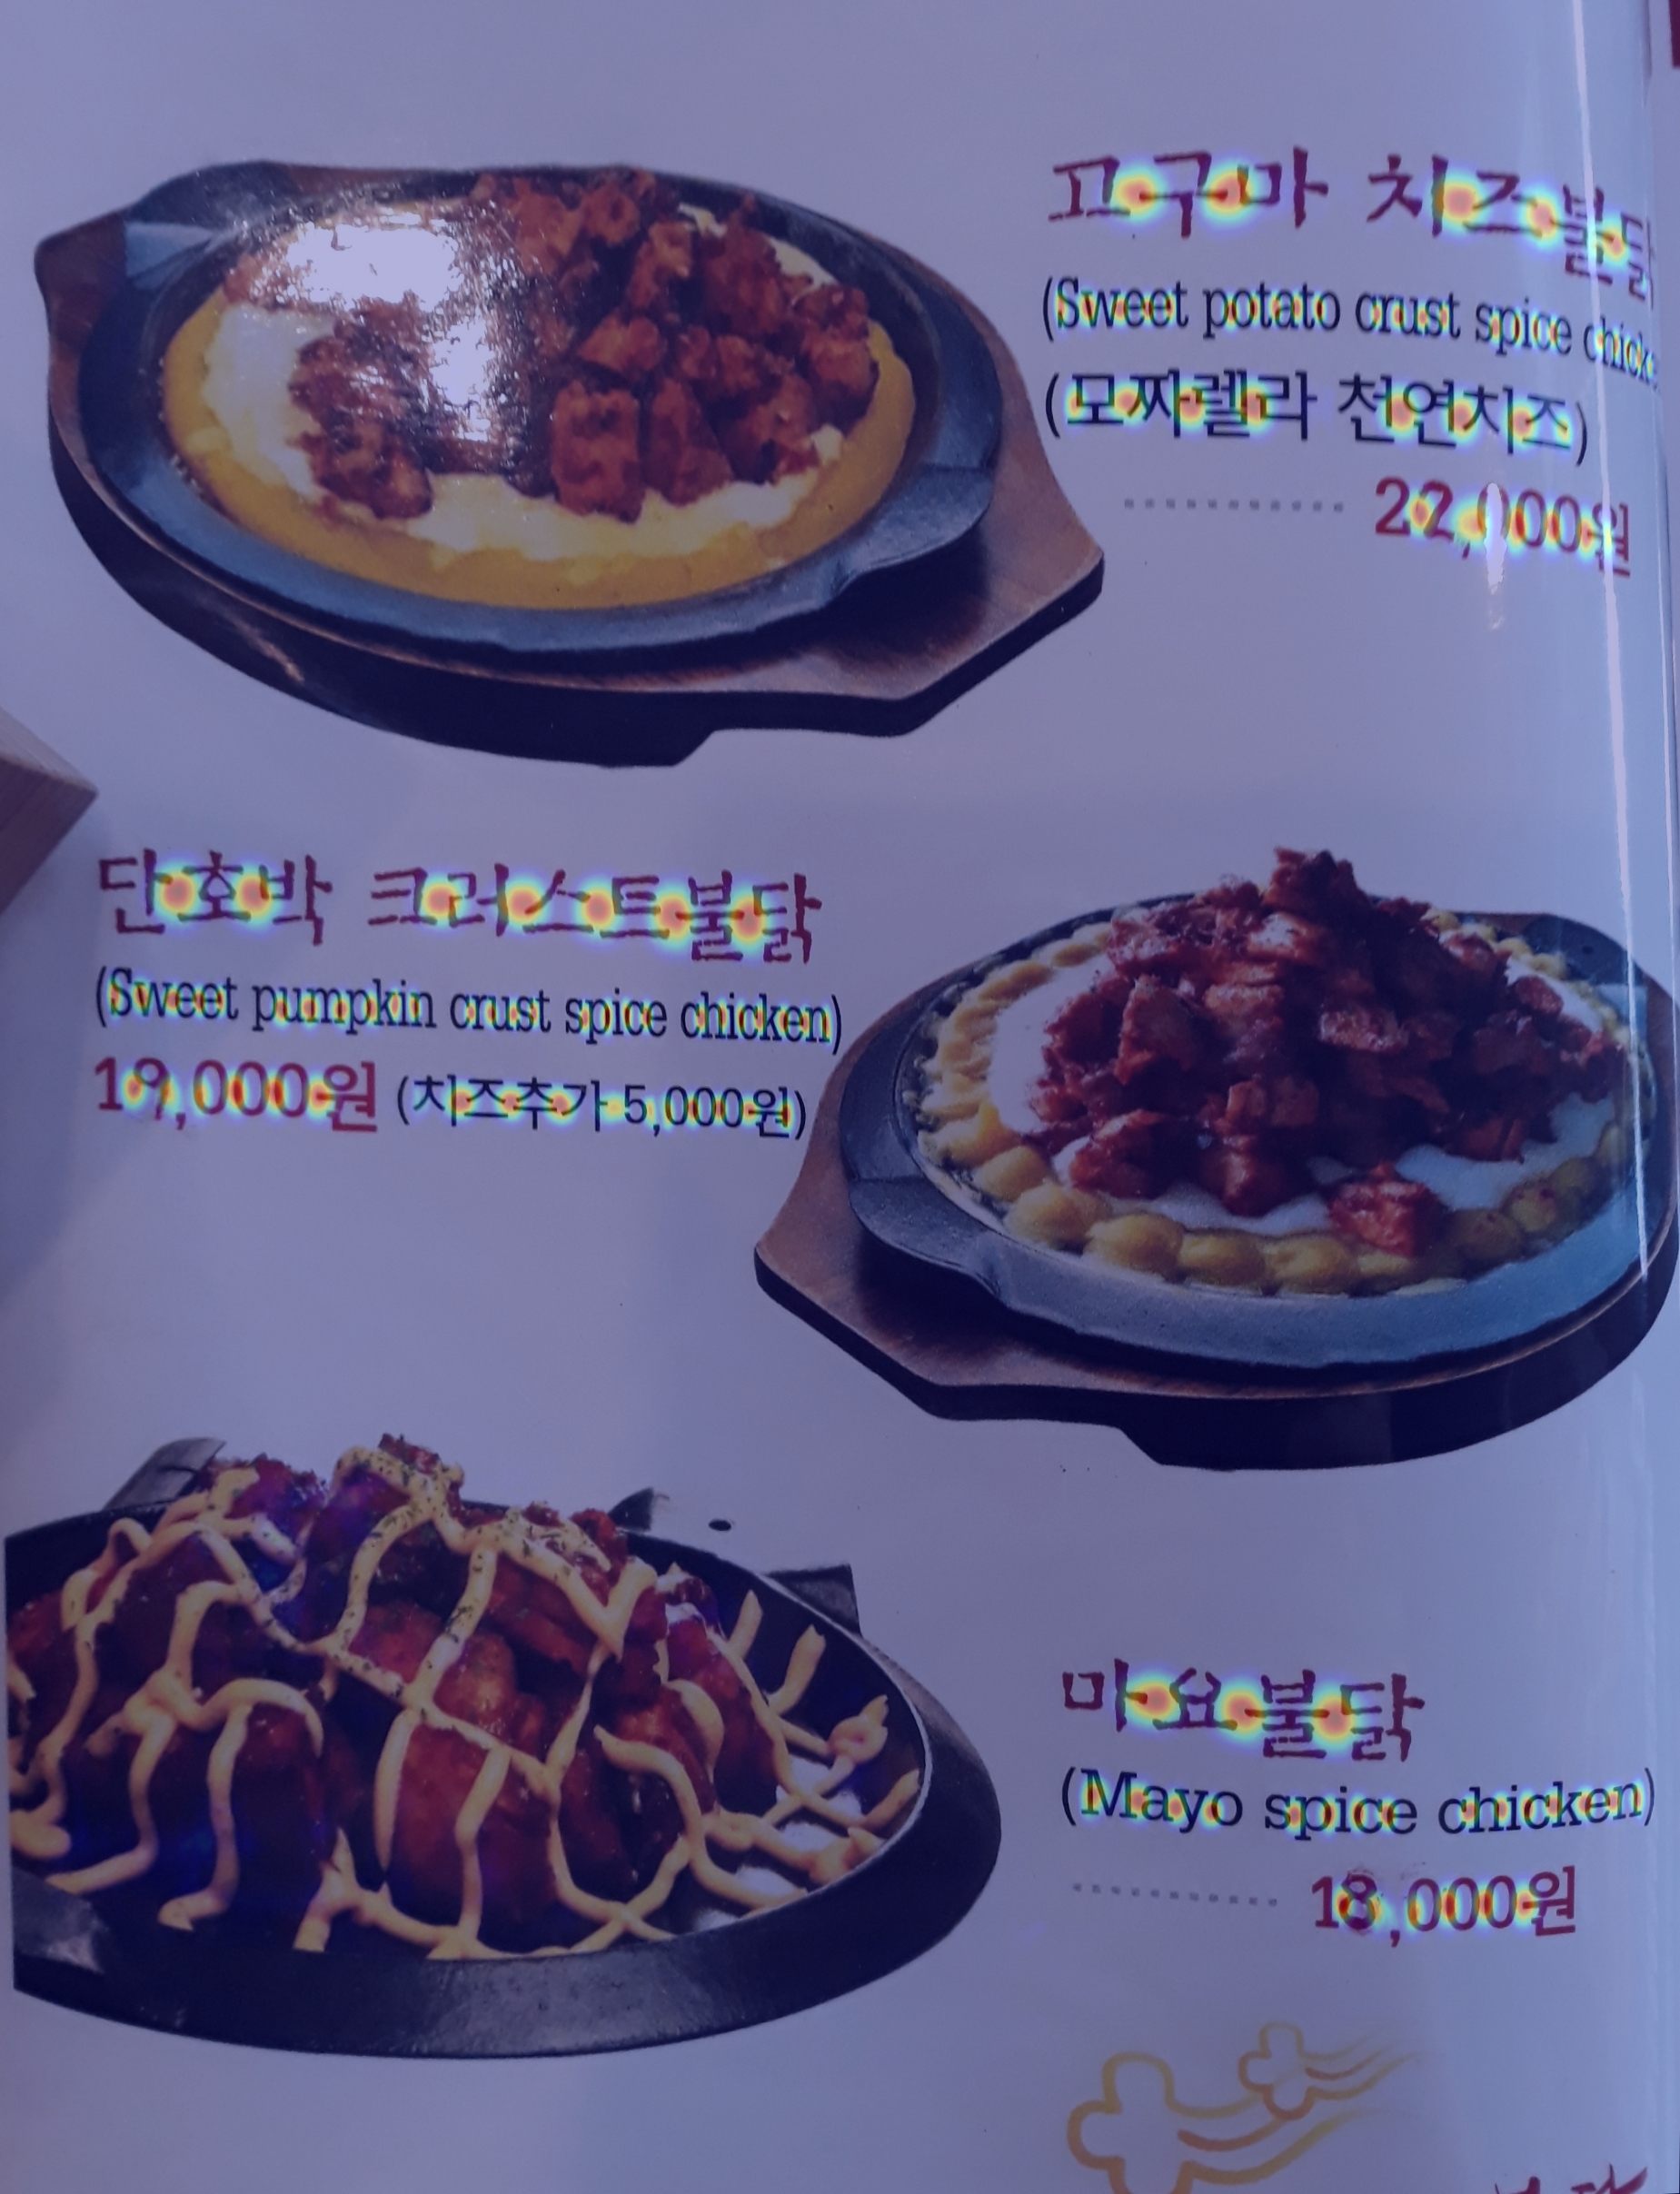 고구마 치즈불닭
(Sweet potato crust spice
(모짜렐라 천연치즈)
22,000원
단호박 크러스트불닭
(Sweet pumpkin crust spice chicken)
19,000원 (치즈추가 5,000원)
마요불닭
(Mayo spice chicken)
18,000원